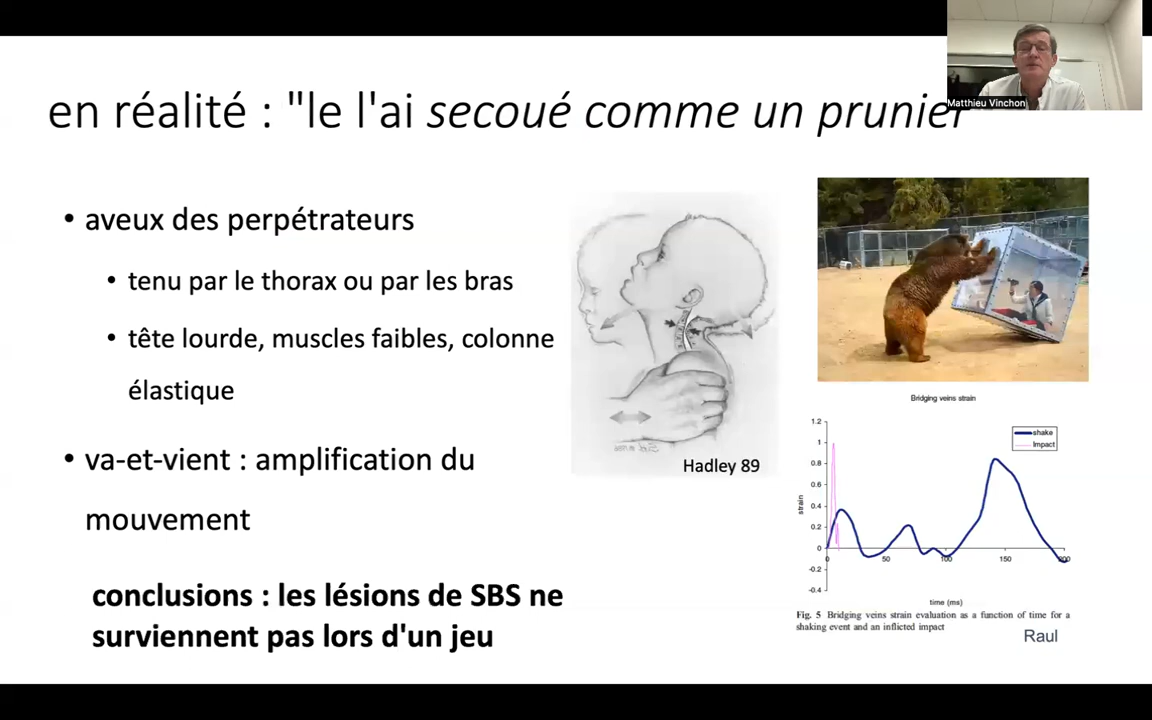 Matthieu Vinchon
en réalité : "le l'ai secoué comme un prunier
• aveux des perpétrateurs
• tenu par le thorax ou par les bras
• tête lourde, muscles faibles, colonne
élastique
• va-et-vient : amplification du
mouvement
conclusions : les lésions de SBS ne
surviennent pas lors d'un jeu
Hadley 89
Bridging veins strain
shake
Impact
strain
1.2
1
0.8
0.6
0.4
0.2
0
-0.2
-0.4
0 50 100 150 200
time (ms)
Fig. 5 Bridging veins strain evaluation as a function of time for a
shaking event and an inflicted impact
Raul